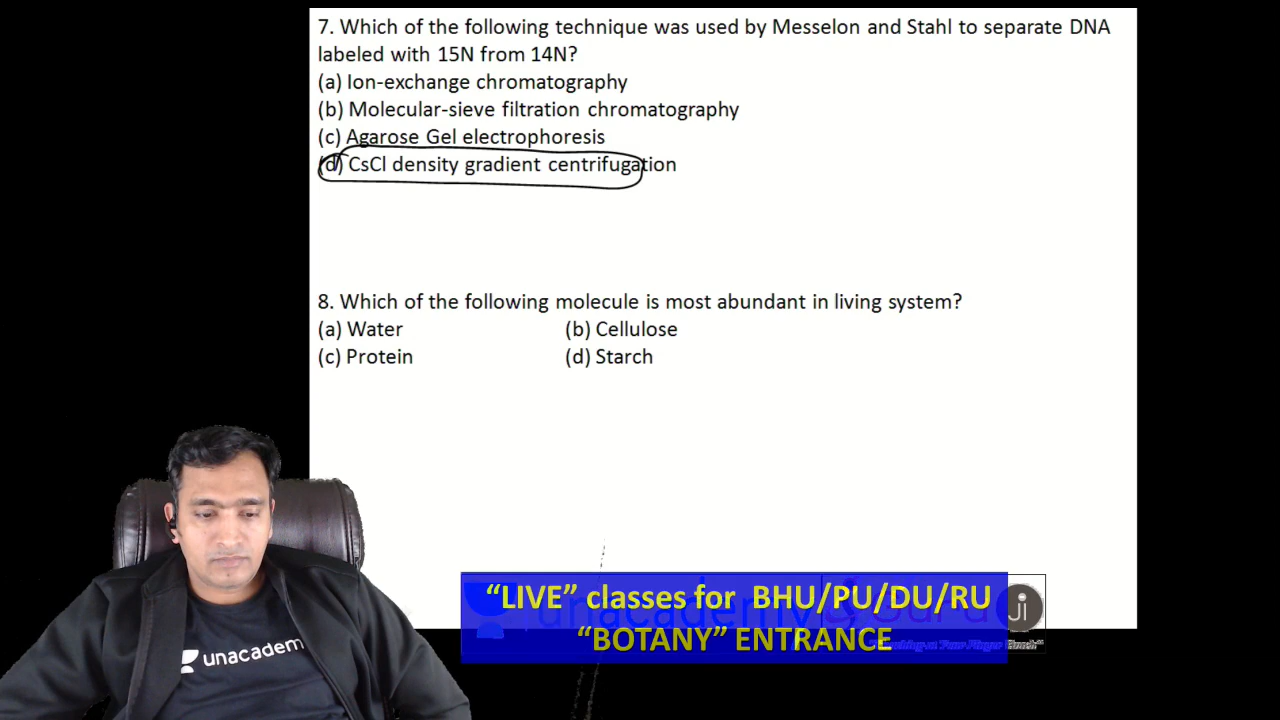 7. Which of the following technique was used by Messelon and Stahl to separate DNA
labeled with 15N from 14N?
(a) Ion-exchange chromatography
(b) Molecular-sieve filtration chromatography
(c) Agarose Gel electrophoresis
(d) CsCl density gradient centrifugation
8. Which of the following molecule is most abundant in living system?
(a) Water (b) Cellulose
(c) Protein (d) Starch
unacadem
“LIVE” classes for BHU/PU/DU/RU
“BOTANY” ENTRANCE
Ji